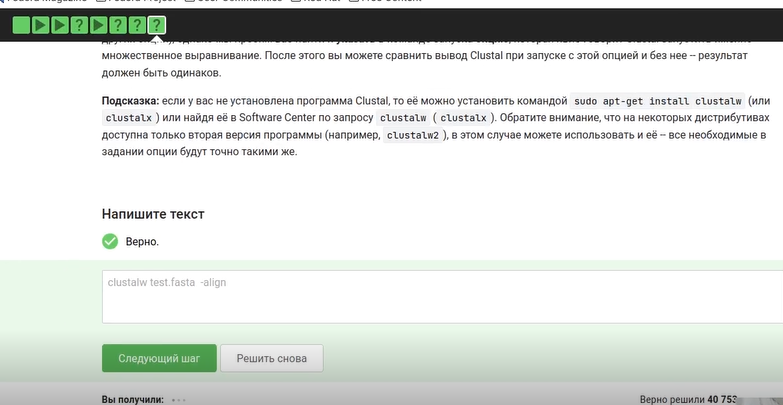 множественное выравнивание. После этого вы можете сравнить вывод Clustal при запуске с этой опцией и без нее -- результат
должен быть одинаков.
Подсказка: если у вас не установлена программа Clustal, то её можно установить командой sudo apt-get install clustalw (или
clustalx ) или найдя её в Software Center по запросу clustalw ( clustalx ). Обратите внимание, что на некоторых дистрибутивах
доступна только вторая версия программы (например, clustalw2 ), в этом случае можете использовать и её -- все необходимые в
задании опции будут точно такими же.
Напишите текст
Верно.
clustalw test.fasta -align
Следующий шаг
Решить снова
Вы получили:
Верно решили 40 753